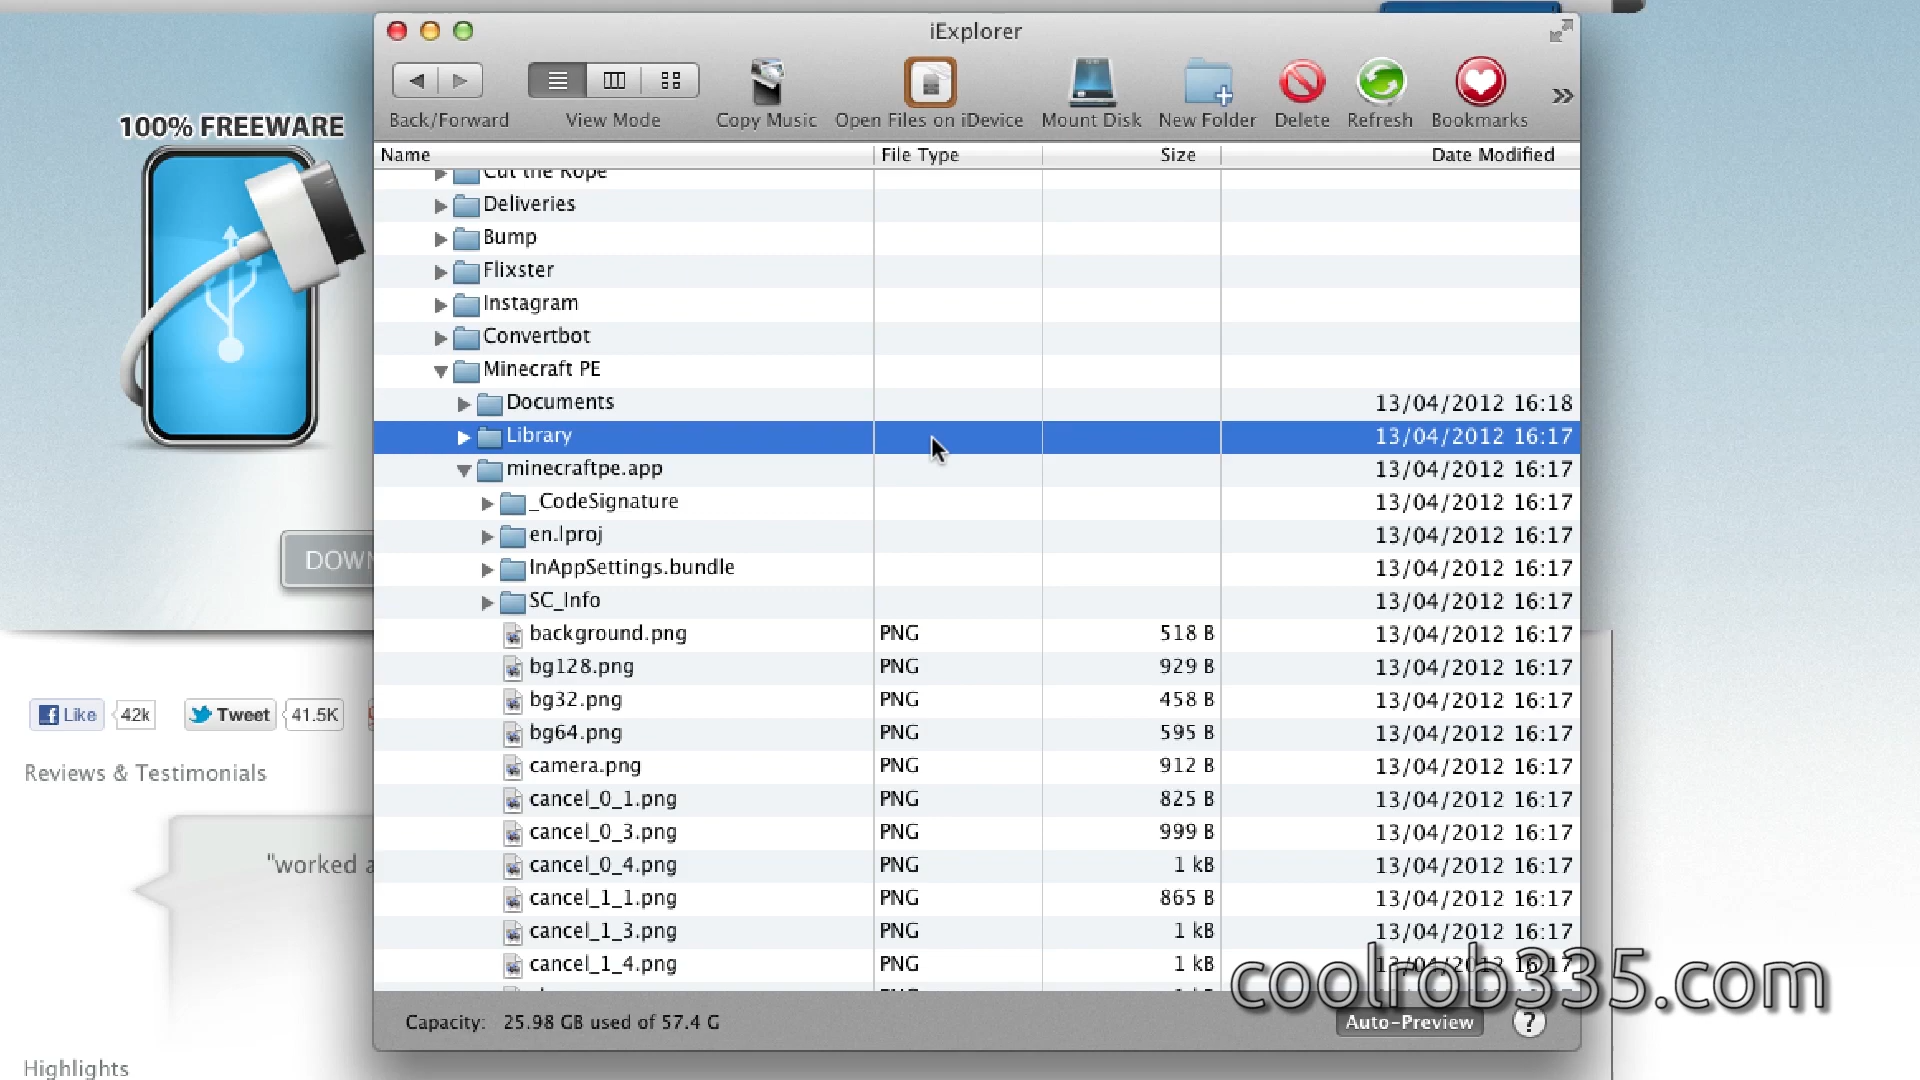 iExplorer
Back/Forward View Mode Copy Music Open Files on iDevice Mount Disk New Folder Delete Refresh Bookmarks
100% FREEWARE
Name File Type Size Date Modified
Cut the Rope
Deliveries
Bump
Flixster
Instagram
Convertbot
Minecraft PE
Documents 13/04/2012 16:18
Library 13/04/2012 16:17
minecraftpe.app 13/04/2012 16:17
_CodeSignature 13/04/2012 16:17
en.lproj 13/04/2012 16:17
InAppSettings.bundle 13/04/2012 16:17
SC_Info 13/04/2012 16:17
background.png PNG 518 B 13/04/2012 16:17
bg128.png PNG 929 B 13/04/2012 16:17
bg32.png PNG 458 B 13/04/2012 16:17
bg64.png PNG 595 B 13/04/2012 16:17
camera.png PNG 912 B 13/04/2012 16:17
cancel_0_1.png PNG 825 B 13/04/2012 16:17
cancel_0_3.png PNG 999 B 13/04/2012 16:17
cancel_0_4.png PNG 1 kB 13/04/2012 16:17
cancel_1_1.png PNG 865 B 13/04/2012 16:17
cancel_1_3.png PNG 1 kB 13/04/2012 16:17
cancel_1_4.png PNG 1 kB 13/04/2012 16:17
coolrob335.com
Capacity: 25.98 GB used of 57.4 G
Auto-Preview ?
DOWN
Like 42k Tweet 41.5K
Reviews & Testimonials
"worked a
Highlights